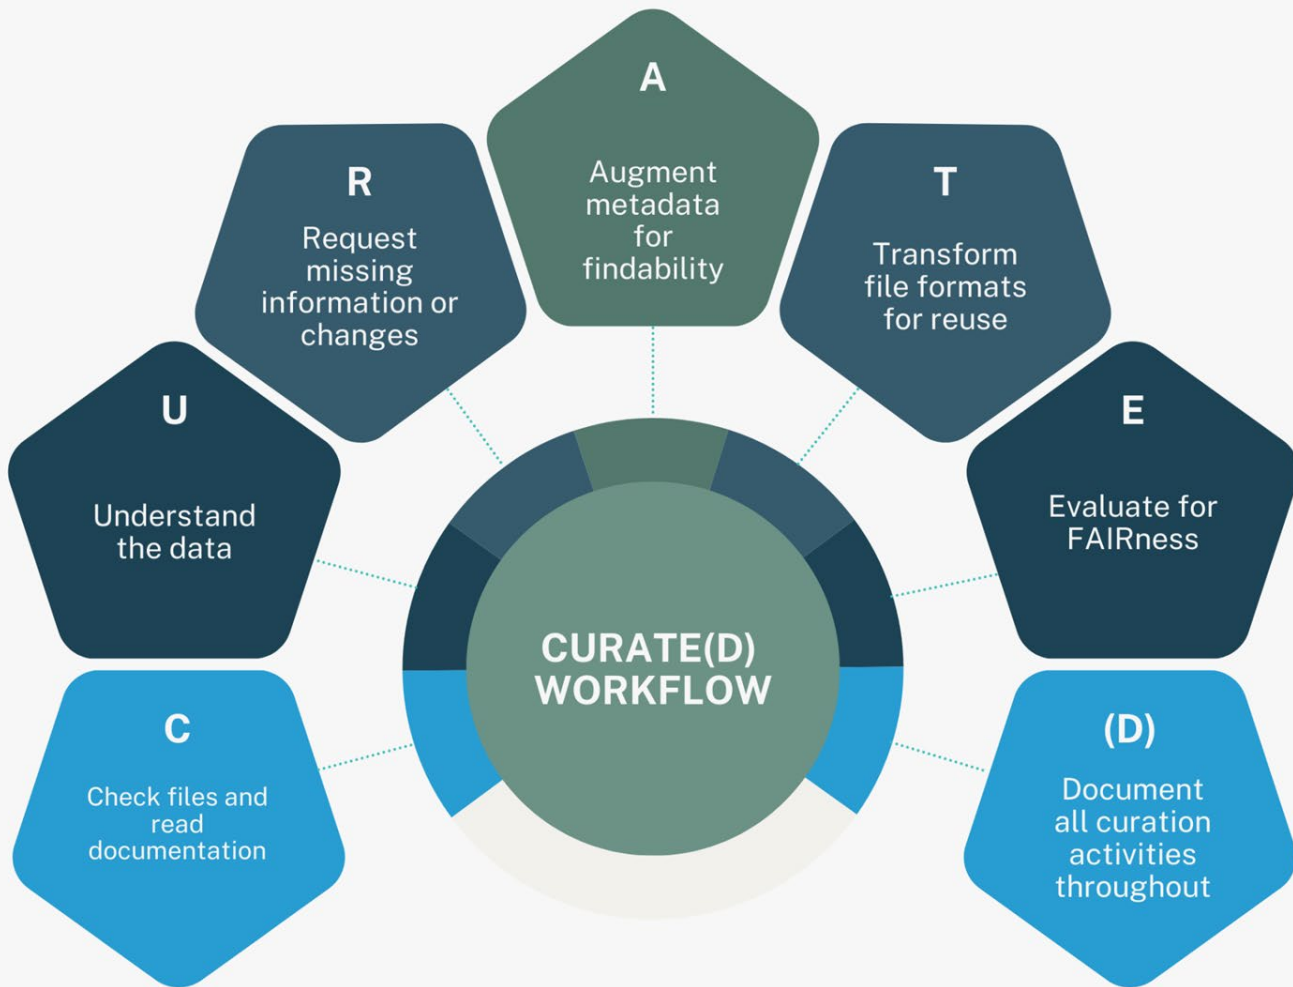 C
Check files and
read
documentation
U
Understand
the data
R
Request
missing
information or
changes
A
Augment
metadata
for
findability
T
Transform
file formats
for reuse
E
Evaluate for
FAIRness
(D)
Document
all curation
activities
throughout
CURATE(D)
WORKFLOW